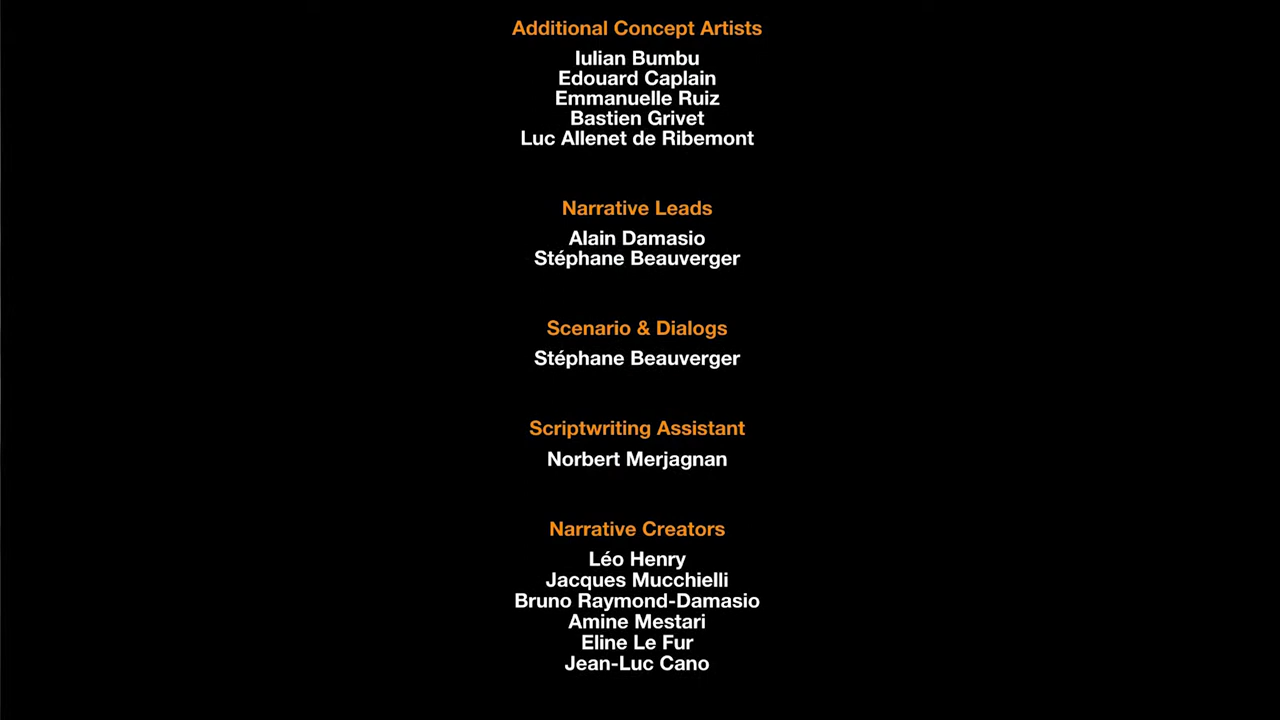 Additional Concept Artists
Iulian Bumbu
Edouard Caplain
Emmanuelle Ruiz
Bastien Grivet
Luc Allenet de Ribemont
Narrative Leads
Alain Damasio
Stéphane Beauverger
Scenario & Dialogs
Stéphane Beauverger
Scriptwriting Assistant
Norbert Merjagnan
Narrative Creators
Léo Henry
Jacques Mucchielli
Bruno Raymond-Damasio
Amine Mestari
Eline Le Fur
Jean-Luc Cano